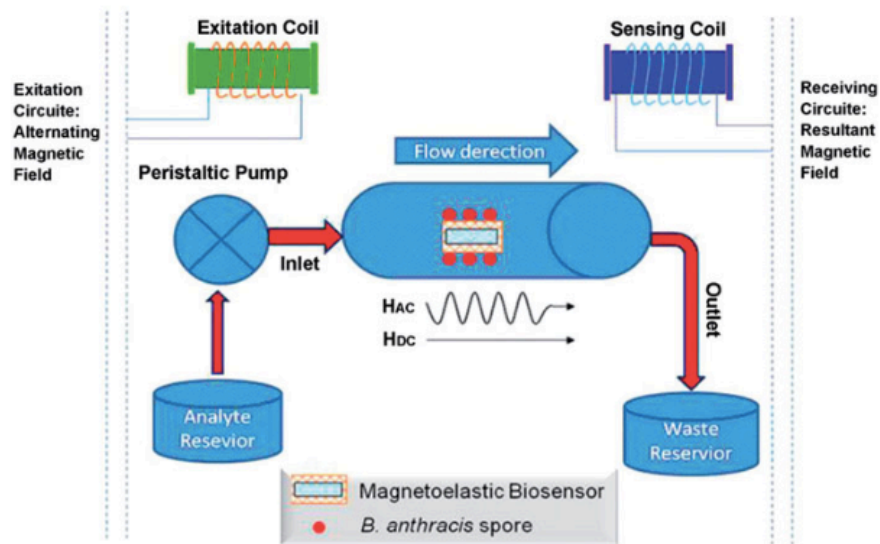 Exitation Coil
Sensing Coil
Exitation
Circuite:
Alternating
Magnetic
Field
Receiving
Circuite:
Resultant
Magnetic
Field
Flow derection
Peristaltic Pump
Inlet
HAC
HDC
Outlet
Analyte
Resevior
Waste
Reservior
Magnetoelastic Biosensor
B. anthracis spore